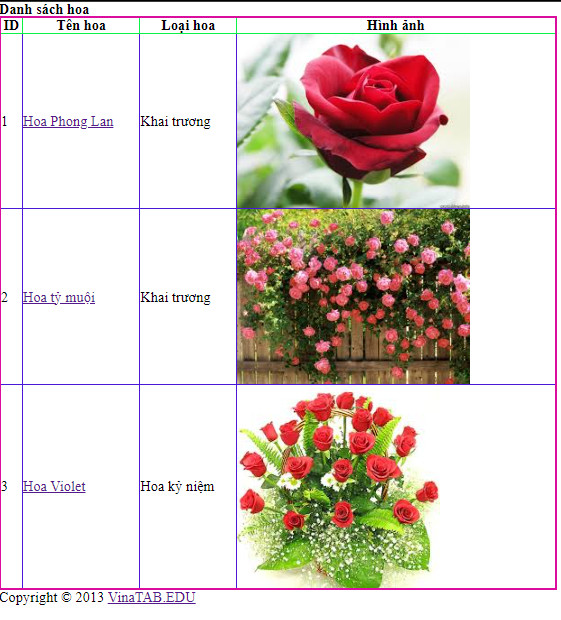 Danh sách hoa
ID Tên hoa Loại hoa Hình ảnh
1 Hoa Phong Lan Khai trương
2 Hoa tỷ muội Khai trương
3 Hoa Violet Hoa kỷ niệm
Copyright © 2013 VinaTAB.EDU